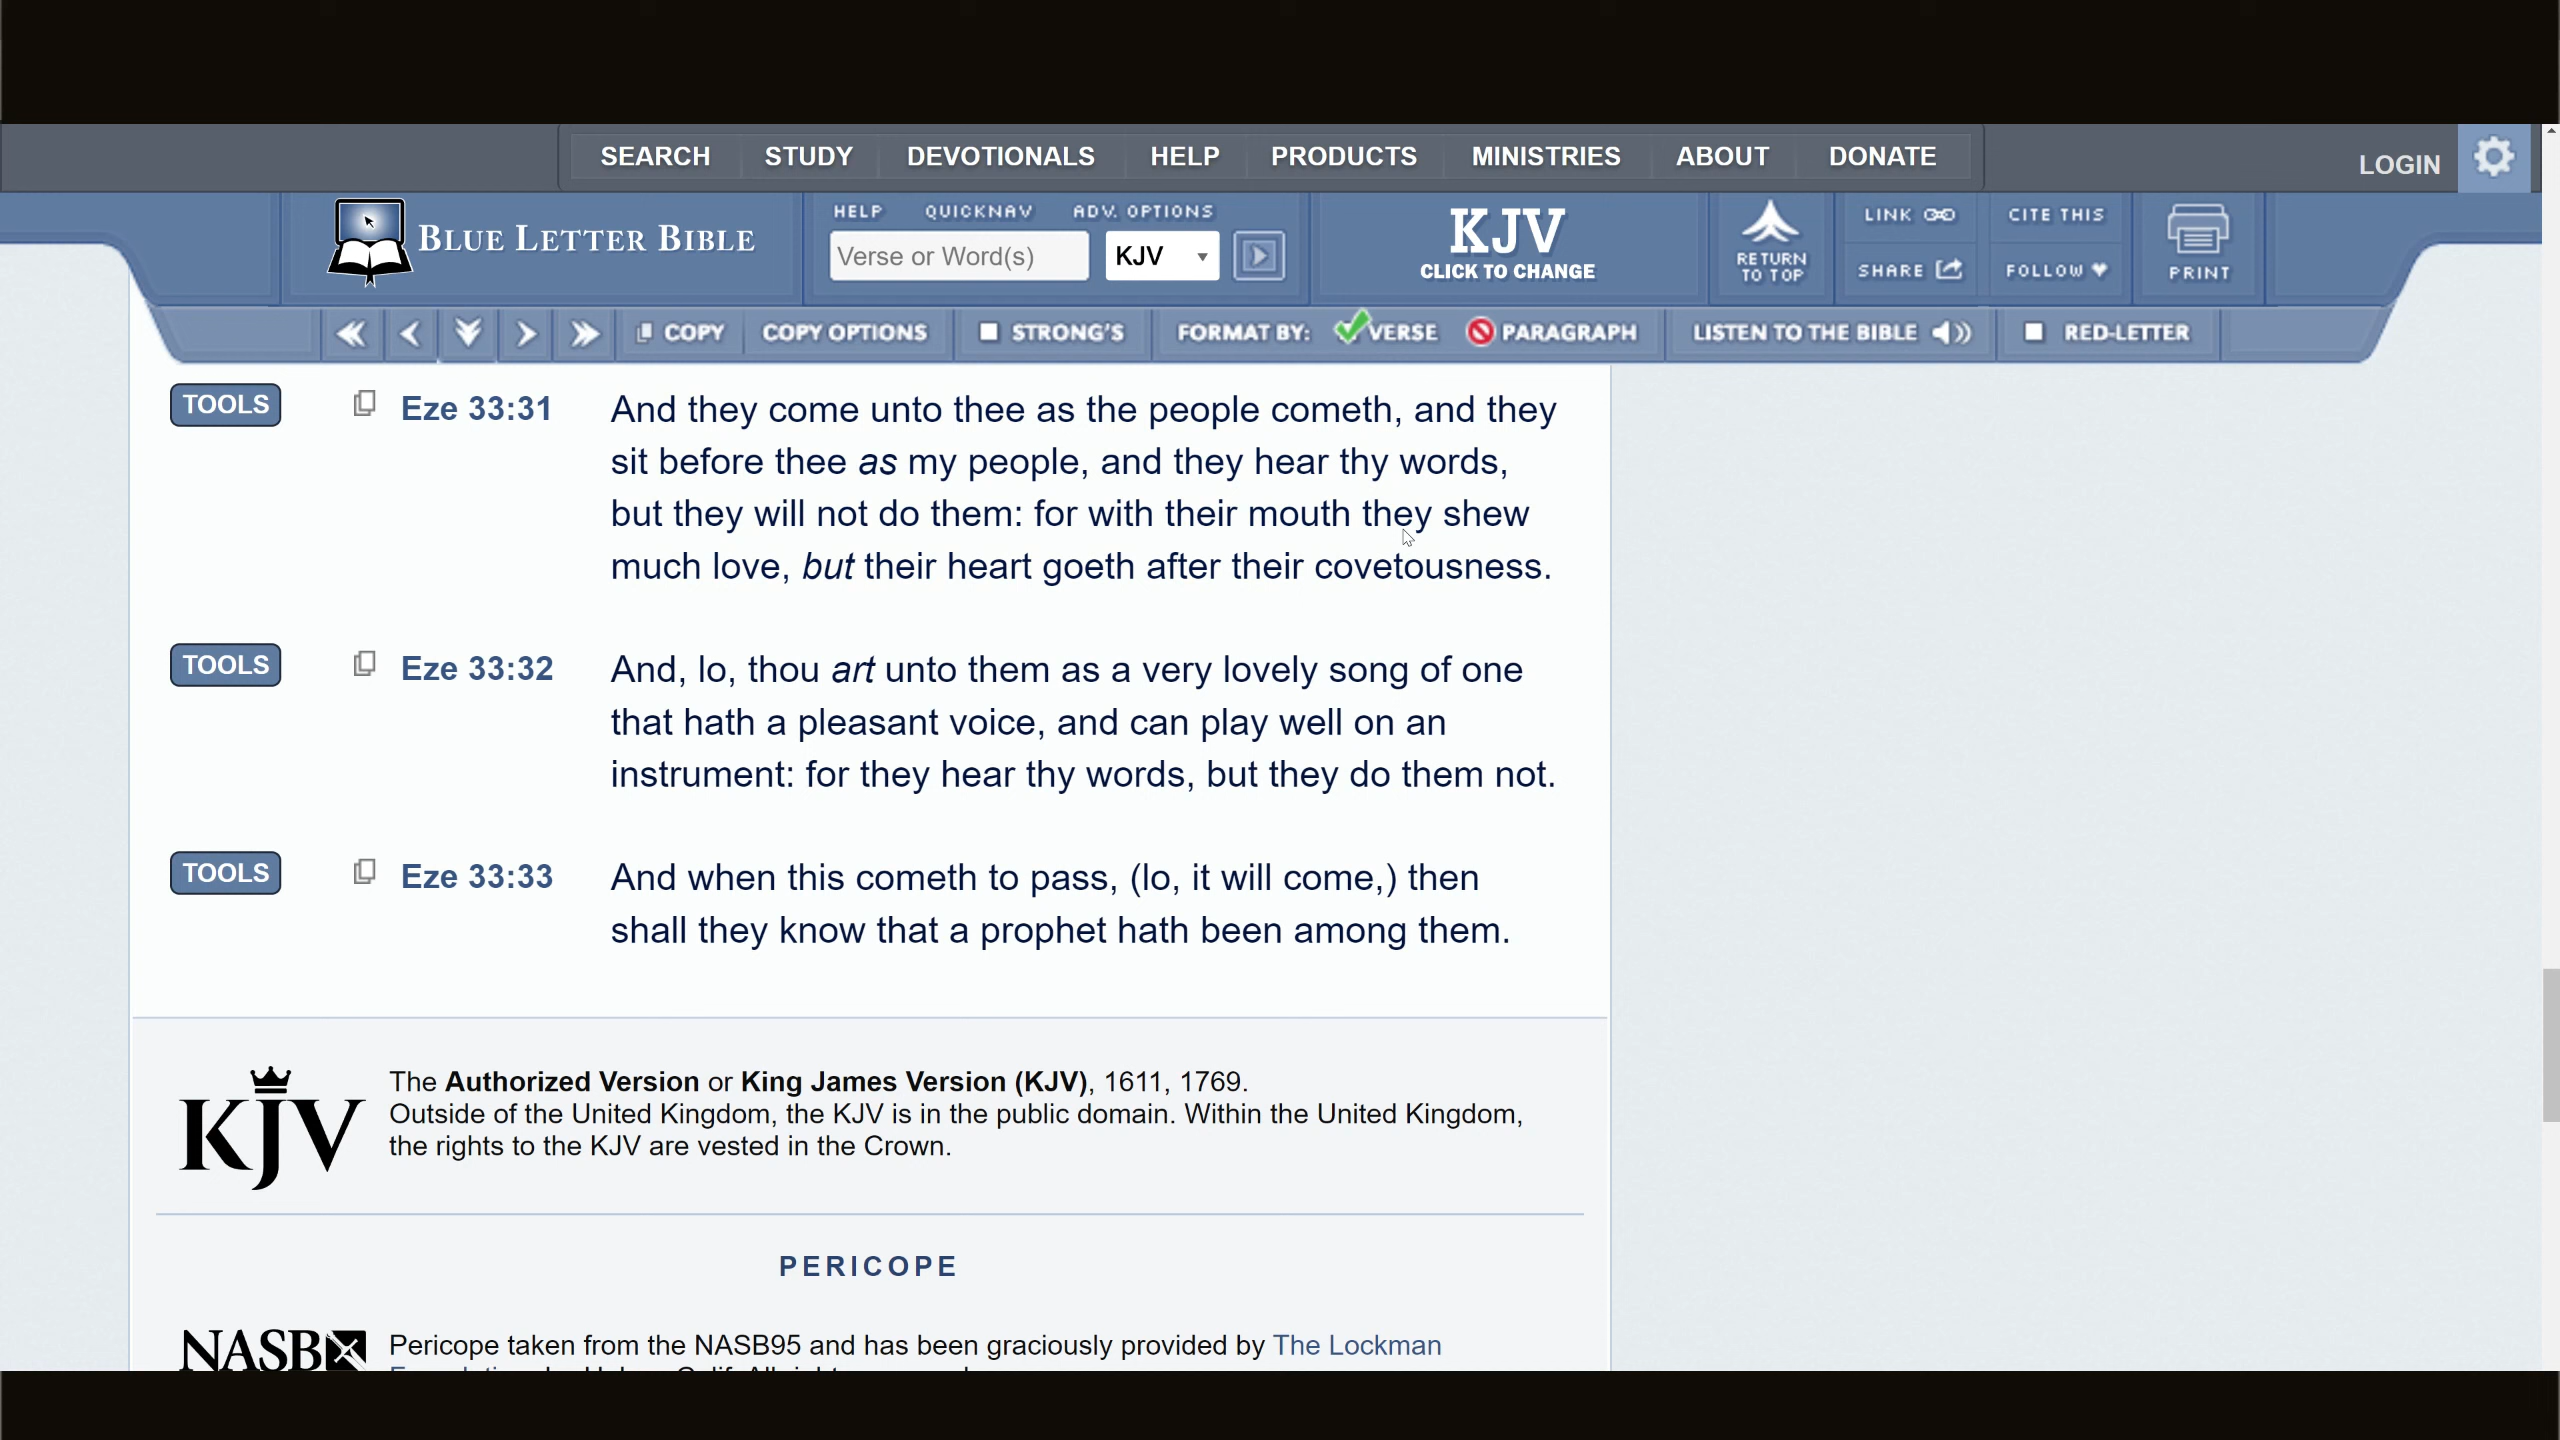 SEARCH STUDY DEVOTIONALS HELP PRODUCTS MINISTRIES ABOUT DONATE LOGIN
BLUE LETTER BIBLE
HELP QUICKNAV ADV. OPTIONS
Verse or Word(s) KJV
KJV
CLICK TO CHANGE
RETURN
TO TOP
LINK CITE THIS
SHARE FOLLOW
PRINT
COPY COPY OPTIONS STRONG'S FORMAT BY: VERSE PARAGRAPH LISTEN TO THE BIBLE RED-LETTER
TOOLS Eze 33:31 And they come unto thee as the people cometh, and they
sit before thee as my people, and they hear thy words,
but they will not do them: for with their mouth they shew
much love, but their heart goeth after their covetousness.
TOOLS Eze 33:32 And, lo, thou art unto them as a very lovely song of one
that hath a pleasant voice, and can play well on an
instrument: for they hear thy words, but they do them not.
TOOLS Eze 33:33 And when this cometh to pass, (lo, it will come,) then
shall they know that a prophet hath been among them.
KJV
The Authorized Version or King James Version (KJV), 1611, 1769.
Outside of the United Kingdom, the KJV is in the public domain. Within the United Kingdom,
the rights to the KJV are vested in the Crown.
PERICOPE
NASB
Pericope taken from the NASB95 and has been graciously provided by The Lockman